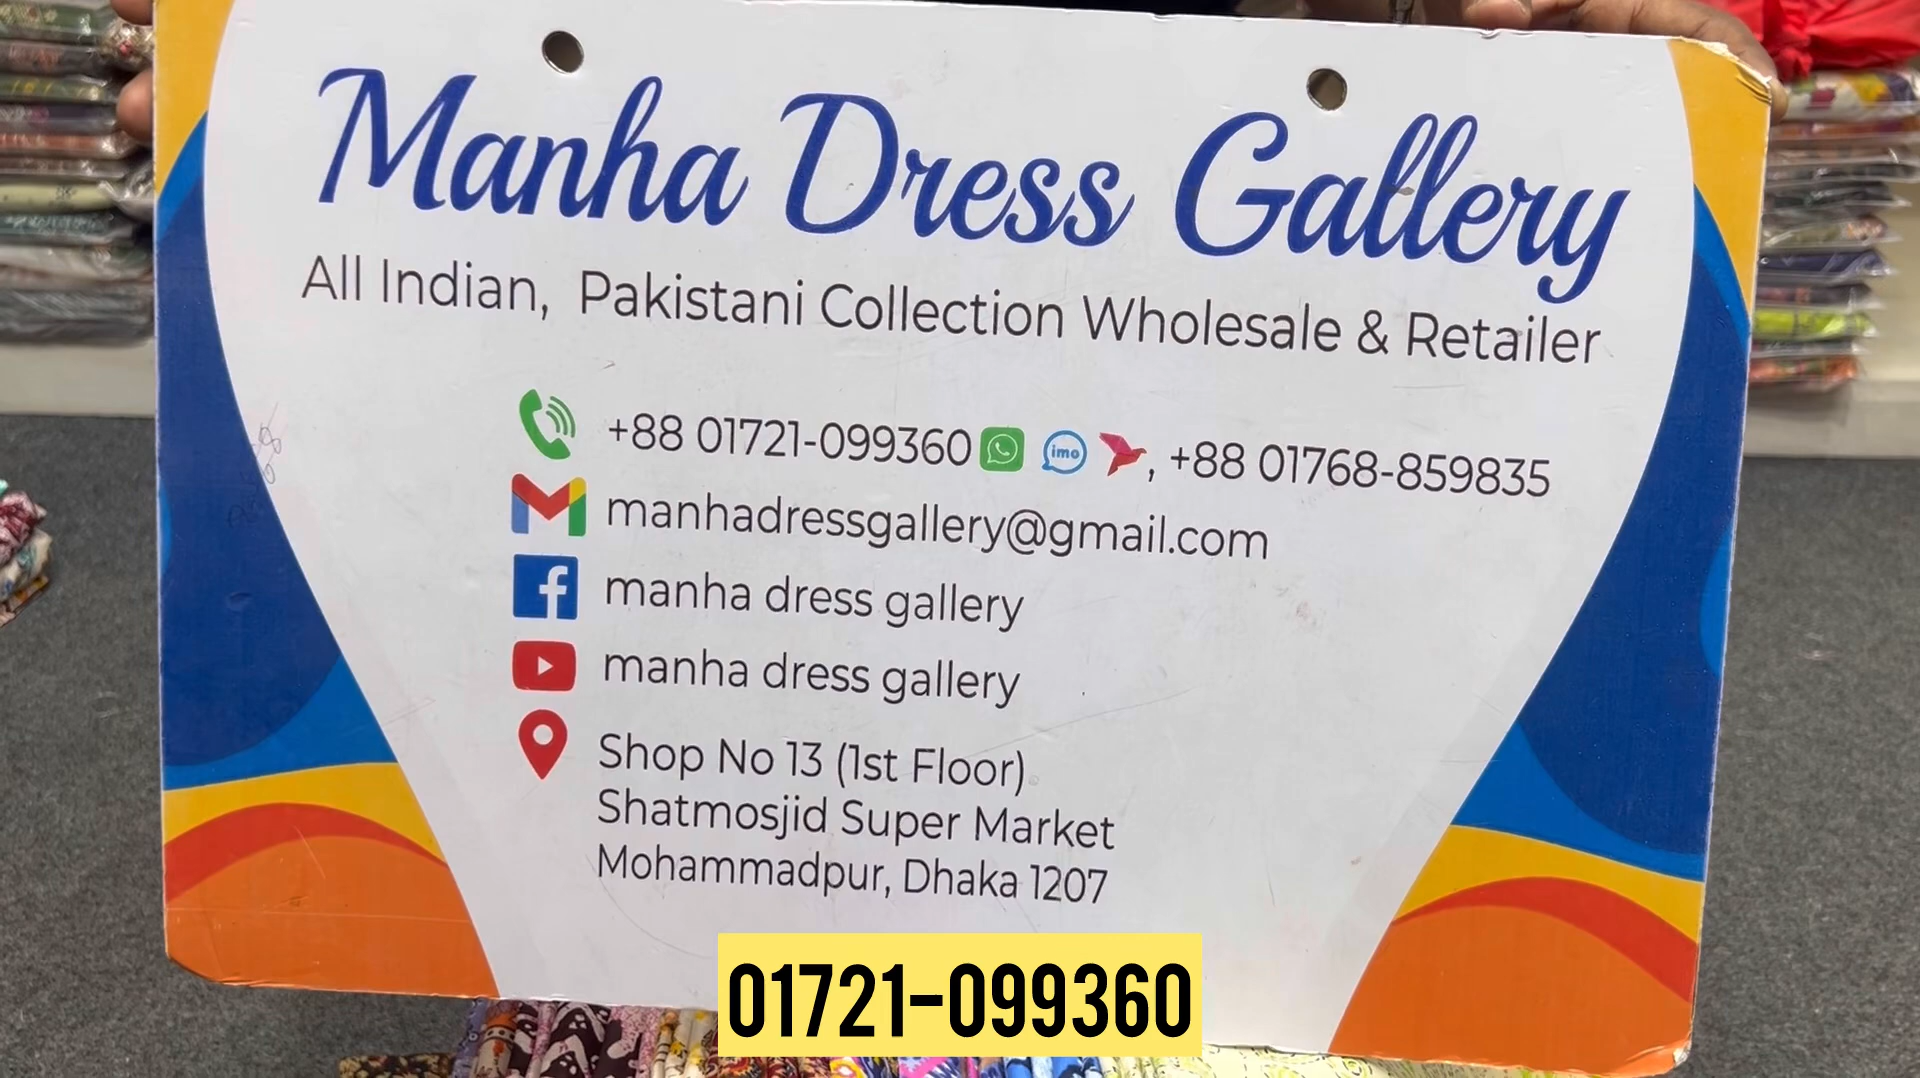 Manha Dress Gallery
All Indian, Pakistani Collection Wholesale & Retailer
+88 01721-099360 imo , +88 01768-859835
manhadressgallery@gmail.com
manha dress gallery
manha dress gallery
Shop No 13 (1st Floor)
Shatmosjid Super Market
Mohammadpur, Dhaka 1207
01721-099360